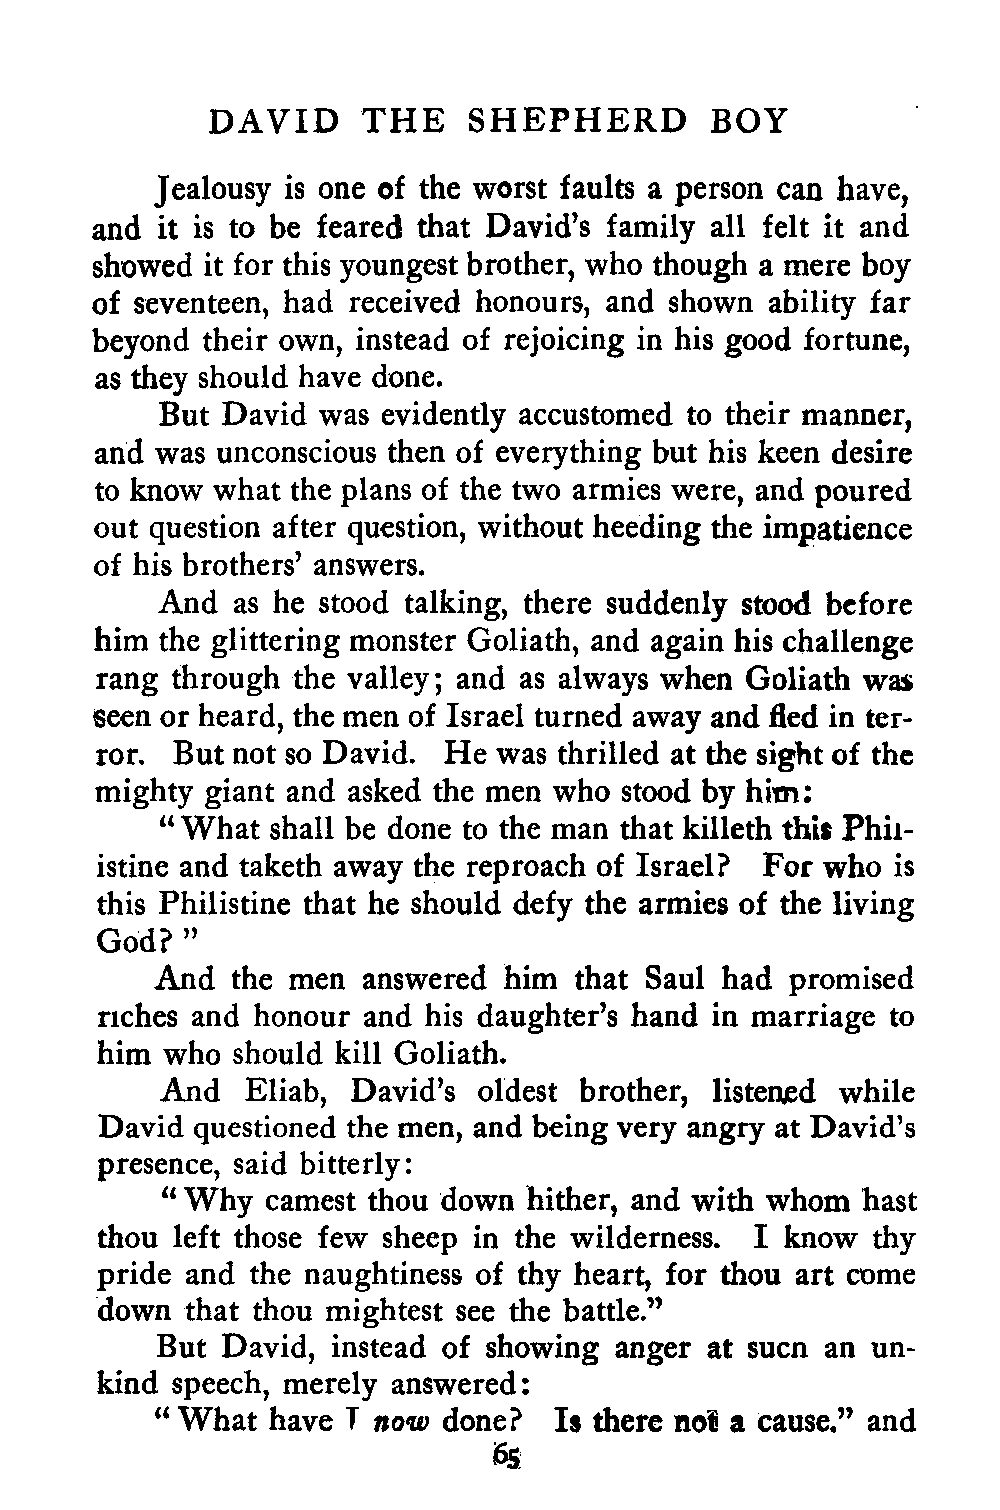 DAVID THE SHEPHERD BOY
Jealousy is one of the worst faults a person can have,
and it is to be feared that David's family all felt it and
showed it for this youngest brother, who though a mere boy
of seventeen, had received honours, and shown ability far
beyond their own, instead of rejoicing in his good fortune,
as they should have done.
But David was evidently accustomed to their manner,
and was unconscious then of everything but his keen desire
to know what the plans of the two armies were, and poured
out question after question, without heeding the impatience
of his brothers' answers.
And as he stood talking, there suddenly stood before
him the glittering monster Goliath, and again his challenge
rang through the valley; and as always when Goliath was
seen or heard, the men of Israel turned away and fled in ter-
ror. But not so David. He was thrilled at the sight of the
mighty giant and asked the men who stood by him:
"What shall be done to the man that killeth this Phil-
istine and taketh away the reproach of Israel? For who is
this Philistine that he should defy the armies of the living
God?"
And the men answered him that Saul had promised
riches and honour and his daughter's hand in marriage to
him who should kill Goliath.
And Eliab, David's oldest brother, listened while
David questioned the men, and being very angry at David's
presence, said bitterly:
"Why camest thou down hither, and with whom hast
thou left those few sheep in the wilderness. I know thy
pride and the naughtiness of thy heart, for thou art come
down that thou mightest see the battle."
But David, instead of showing anger at such an un-
kind speech, merely answered:
"What have I now done? Is there not a cause." and
65